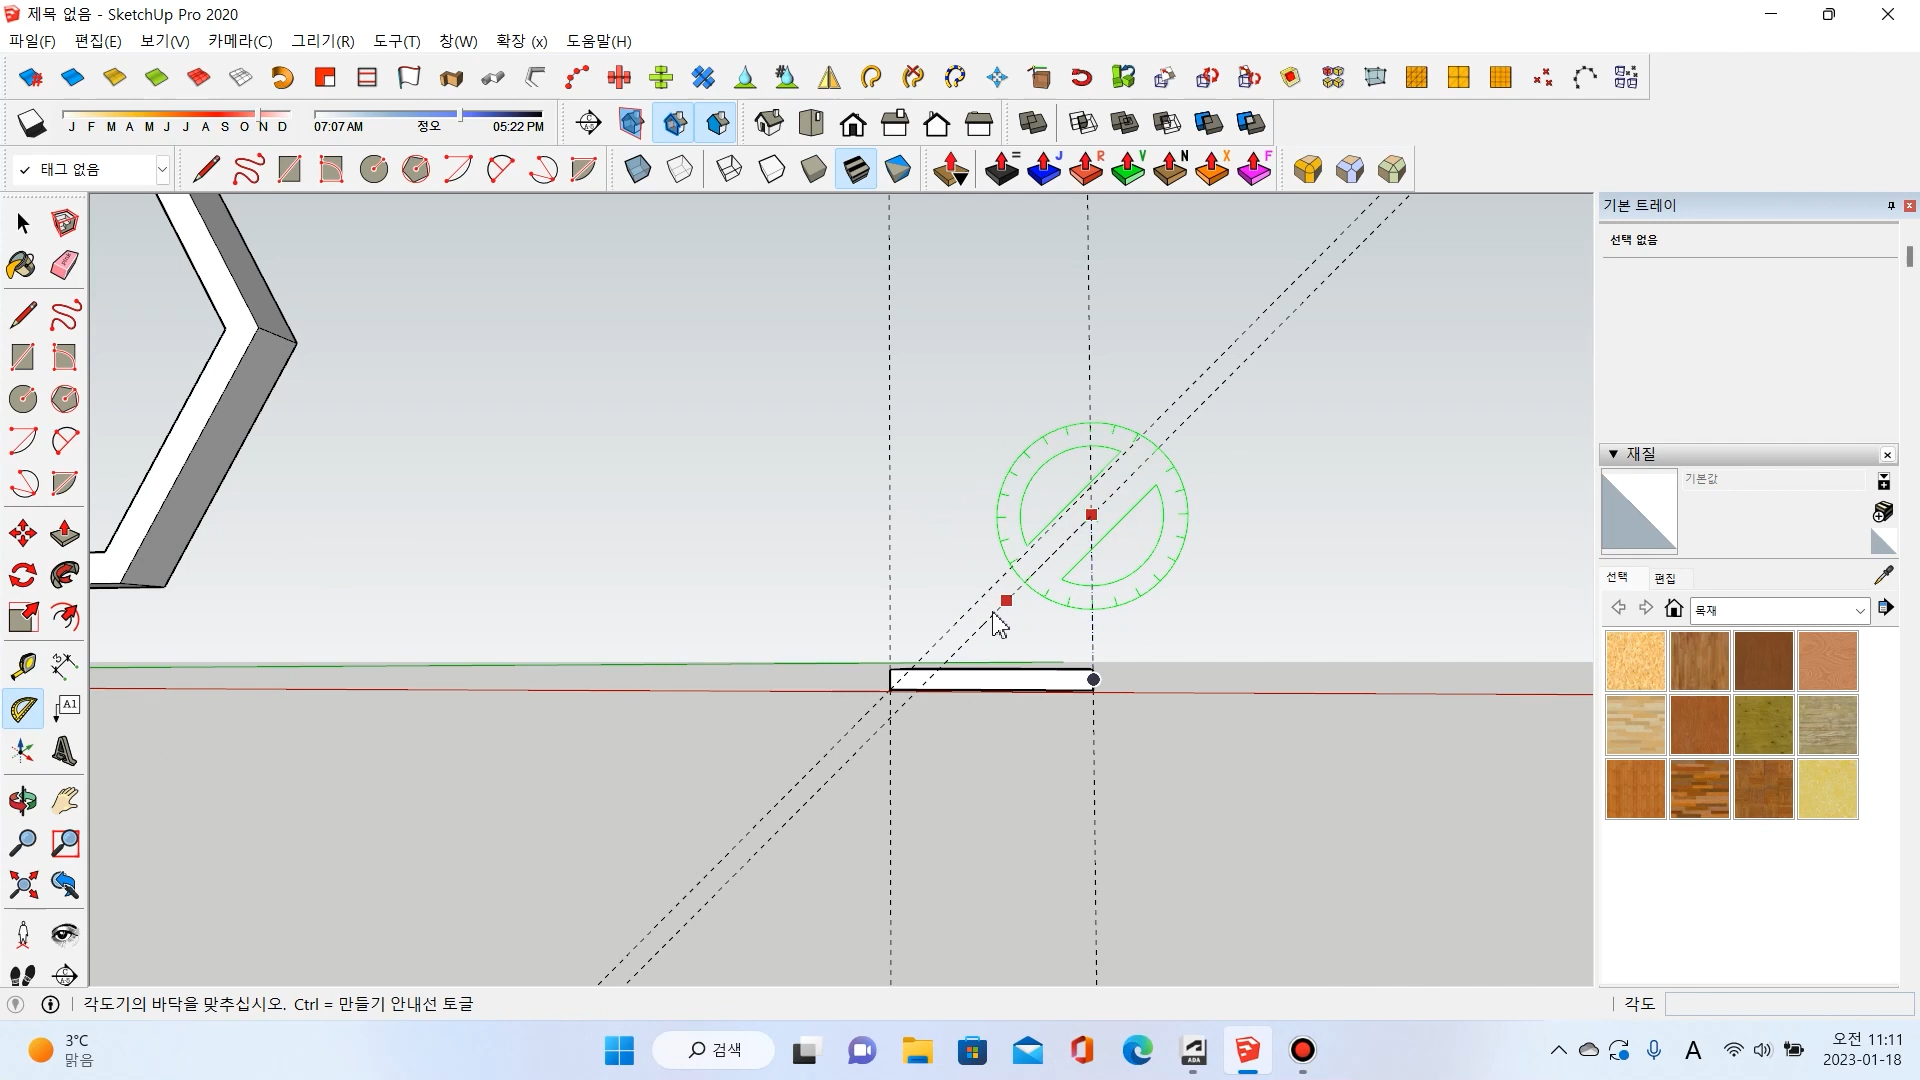 제목 없음 - SketchUp Pro 2020
파일(F) 편집(E) 보기(V) 카메라(C) 그리기(R) 도구(T) 창(W) 확장 (x) 도움말(H)
J F M A M J J A S O N D
07:07 AM 정오 05:22 PM
✓ 태그 없음
= J R V N X F
기본 트레이
선택 없음
▼ 재질
기본값
선택 편집
목재
A1
각도기의 바닥을 맞추십시오. Ctrl = 만들기 안내선 토글
각도
3°C
맑음
검색
A
오전 11:11
2023-01-18